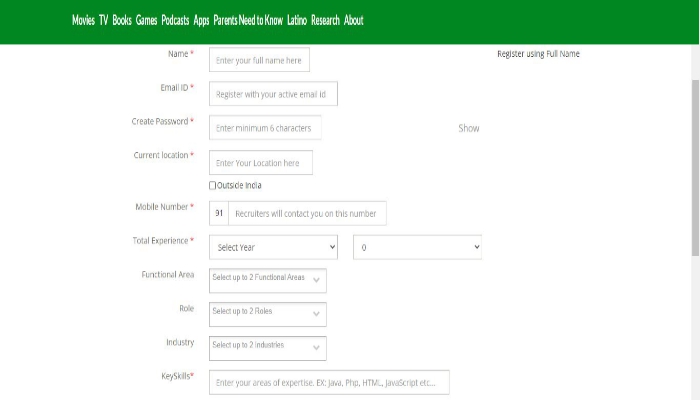 Movies TV Books Games Podcasts Apps Parents Need to Know Latino Research About
Name * Enter your full name here Register using Full Name
Email ID * Register with your active email id
Create Password * Enter minimum 6 characters Show
Current location * Enter Your Location here
Outside India
Mobile Number * 91 Recruiters will contact you on this number
Total Experience * Select Year 0
Functional Area Select up to 2 Functional Areas
Role Select up to 2 Roles
Industry Select up to 2 Industries
KeySkills* Enter your areas of expertise. EX: Java, Php, HTML, JavaScript etc...